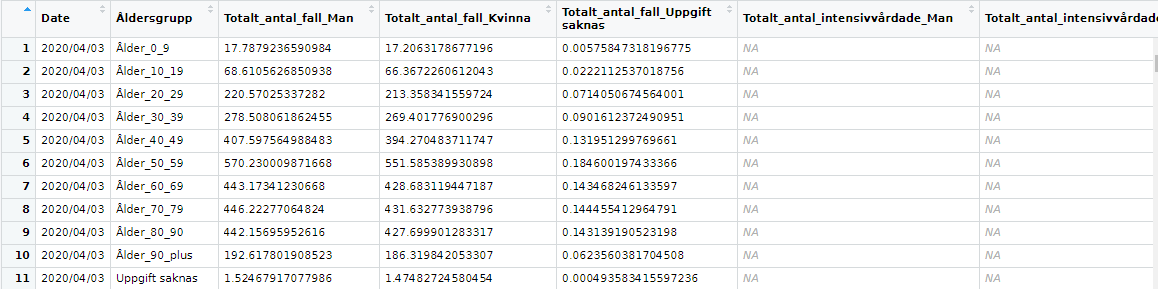 Date Åldersgrupp Totalt_antal_fall_Man Totalt_antal_fall_Kvinna Totalt_antal_fall_Uppgift saknas Totalt_antal_intensivvårdade_Man Totalt_antal_intensivvårdade
1 2020/04/03 Ålder_0_9 17.7879236590984 17.2063178677196 0.00575847318196775 NA NA
2 2020/04/03 Ålder_10_19 68.6105626850938 66.3672260612043 0.0222112537018756 NA NA
3 2020/04/03 Ålder_20_29 220.57025337282 213.358341559724 0.0714050674564001 NA NA
4 2020/04/03 Ålder_30_39 278.508061862455 269.401776900296 0.0901612372490951 NA NA
5 2020/04/03 Ålder_40_49 407.597564988483 394.270483711747 0.131951299769661 NA NA
6 2020/04/03 Ålder_50_59 570.230009871668 551.585389930898 0.184600197433366 NA NA
7 2020/04/03 Ålder_60_69 443.17341230668 428.683119447187 0.143468246133597 NA NA
8 2020/04/03 Ålder_70_79 446.22277064824 431.632773938796 0.144455412964791 NA NA
9 2020/04/03 Ålder_80_90 442.15695952616 427.699901283317 0.143139190523198 NA NA
10 2020/04/03 Ålder_90_plus 192.617801908523 186.319842053307 0.0623560381704508 NA NA
11 2020/04/03 Uppgift saknas 1.52467917077986 1.47482724580454 0.000493583415597236 NA NA